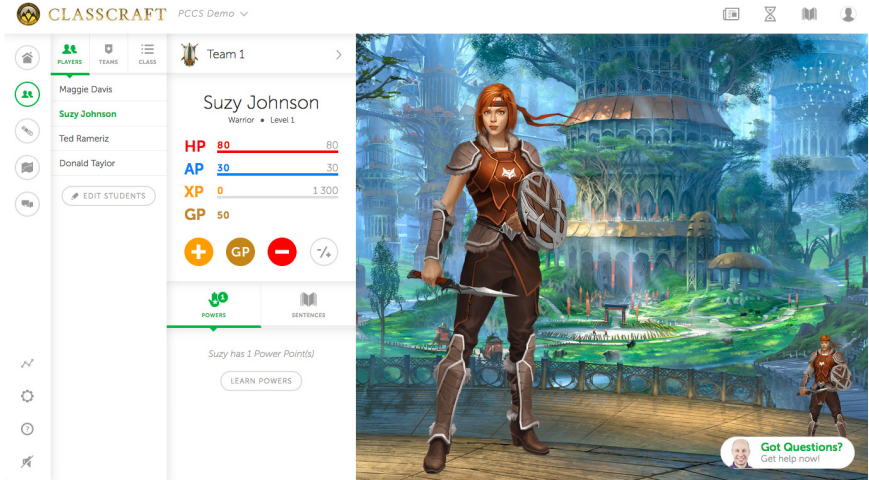 CLASSCRAFT PCCS Demo
PLAYERS TEAMS CLASS
Team 1
Maggie Davis
Suzy Johnson
Ted Rameriz
Donald Taylor
EDIT STUDENTS
Suzy Johnson
Warrior • Level 1
HP 80 80
AP 30 30
XP 0 1 300
GP 50
+ GP − -/+
1
POWERS SENTENCES
Suzy has 1 Power Point(s)
LEARN POWERS
?
Got Questions?
Get help now!